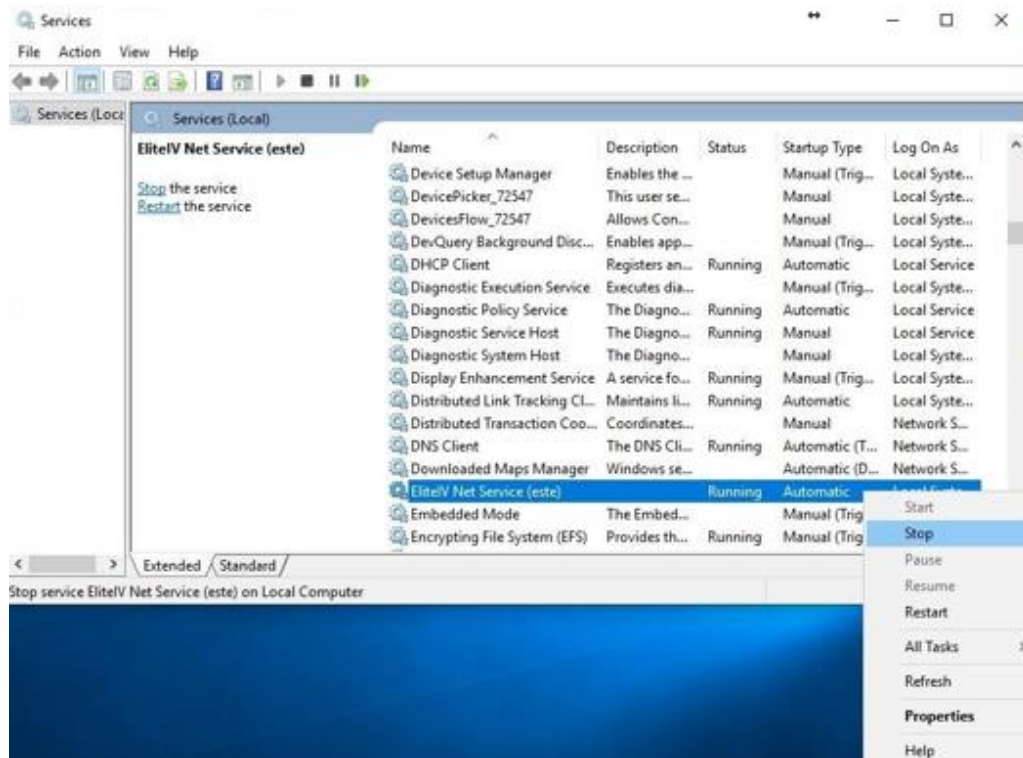 Services
File Action View Help
Services (Loca
Services (Local)
EliteIV Net Service (este)
Stop the service
Restart the service
Name Description Status Startup Type Log On As
Device Setup Manager Enables the ... Manual (Trig... Local Syste...
DevicePicker_72547 This user se... Manual Local Syste...
DevicesFlow_72547 Allows Con... Manual Local Syste...
DevQuery Background Disc... Enables app... Manual (Trig... Local Syste...
DHCP Client Registers an... Running Automatic Local Service
Diagnostic Execution Service Executes dia... Manual (Trig... Local Syste...
Diagnostic Policy Service The Diagno... Running Automatic Local Service
Diagnostic Service Host The Diagno... Running Manual Local Service
Diagnostic System Host The Diagno... Manual Local Syste...
Display Enhancement Service A service fo... Running Manual (Trig... Local Syste...
Distributed Link Tracking Cl... Maintains li... Running Automatic Local Syste...
Distributed Transaction Coo... Coordinates... Manual Network S...
DNS Client The DNS Cli... Running Automatic (T... Network S...
Downloaded Maps Manager Windows se... Automatic (D... Network S...
EliteIV Net Service (este) Running Automatic
Embedded Mode The Embed... Manual (Trig
Encrypting File System (EFS) Provides th... Running Manual (Trig
Start
Stop
Pause
Resume
Restart
All Tasks
Refresh
Properties
Help
Extended Standard
Stop service EliteIV Net Service (este) on Local Computer